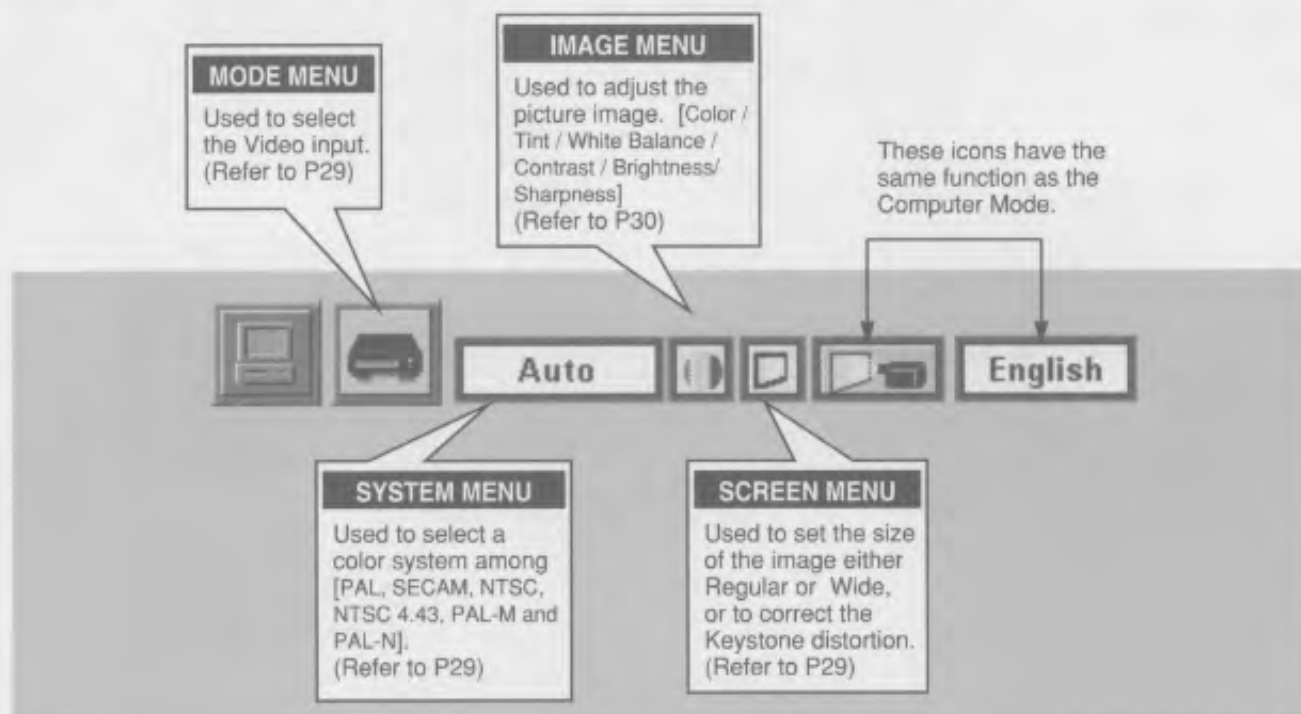 MODE MENU
Used to select
the Video input.
(Refer to P29)
IMAGE MENU
Used to adjust the
picture image. [Color /
Tint / White Balance /
Contrast / Brightness/
Sharpness]
(Refer to P30)
These icons have the
same function as the
Computer Mode.
Auto
English
SYSTEM MENU
Used to select a
color system among
[PAL, SECAM, NTSC,
NTSC 4.43, PAL-M and
PAL-N].
(Refer to P29)
SCREEN MENU
Used to set the size
of the image either
Regular or Wide,
or to correct the
Keystone distortion.
(Refer to P29)